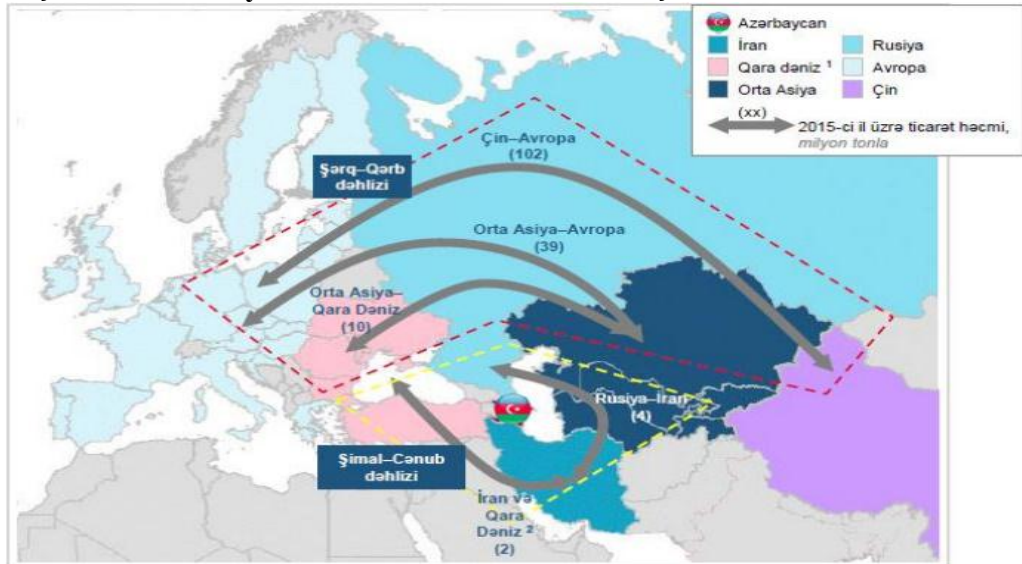 Azərbaycan
İran
Rusiya
Qara dəniz ¹
Avropa
Orta Asiya
Çin
(xx)
2015-ci il üzrə ticarət həcmi,
milyon tonla
Çin–Avropa
(102)
Şərq–Qərb
dəhlizi
Orta Asiya–Avropa
(39)
Orta Asiya–
Qara Dəniz
(10)
Rusiya–İran
(4)
Şimal–Cənub
dəhlizi
İran və
Qara
Dəniz ²
(2)